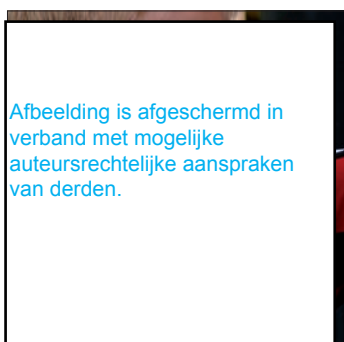 Afbeelding is afgeschermd in
verband met mogelijke
auteursrechtelijke aanspraken
van derden.